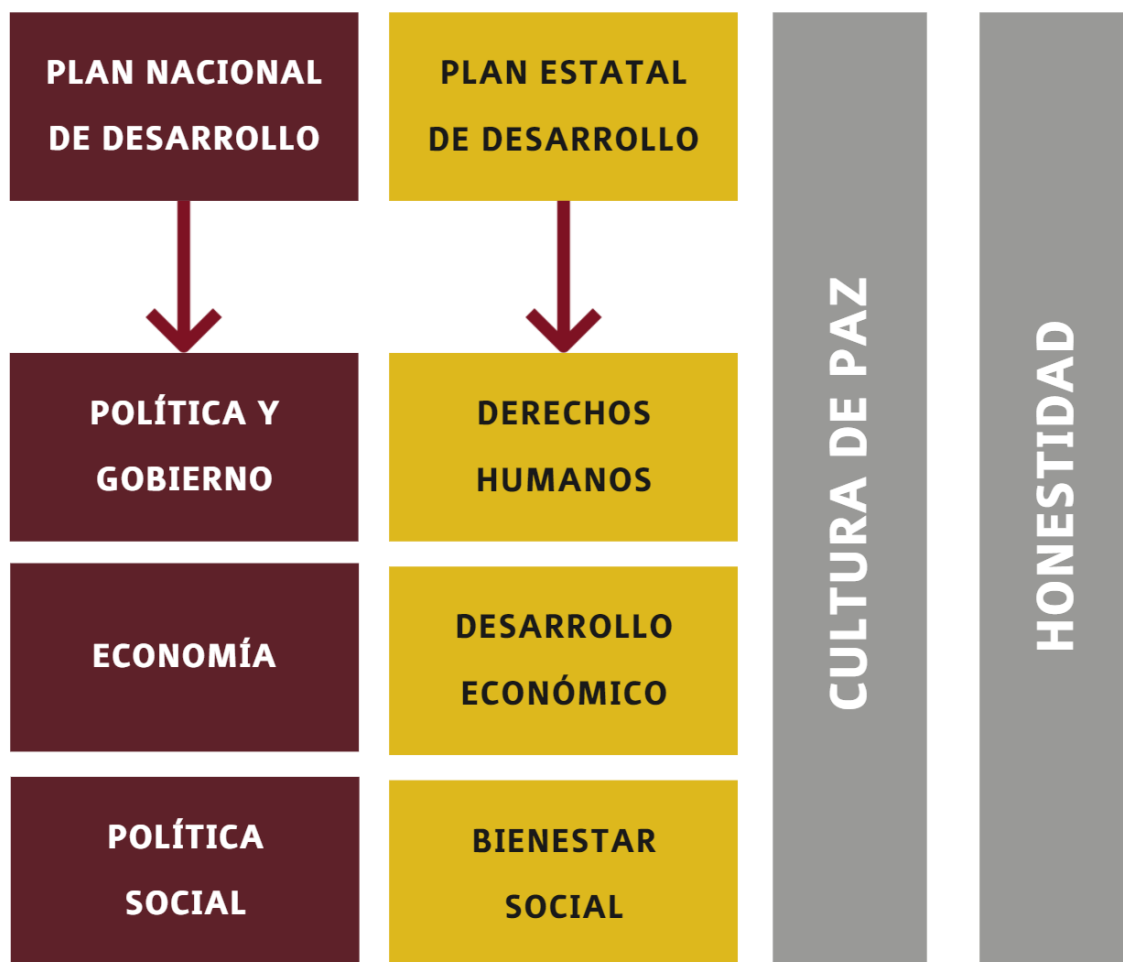 PLAN NACIONAL
DE DESARROLLO
PLAN ESTATAL
DE DESARROLLO
POLÍTICA Y
GOBIERNO
DERECHOS
HUMANOS
ECONOMÍA
DESARROLLO
ECONÓMICO
POLÍTICA
SOCIAL
BIENESTAR
SOCIAL
CULTURA DE PAZ
HONESTIDAD